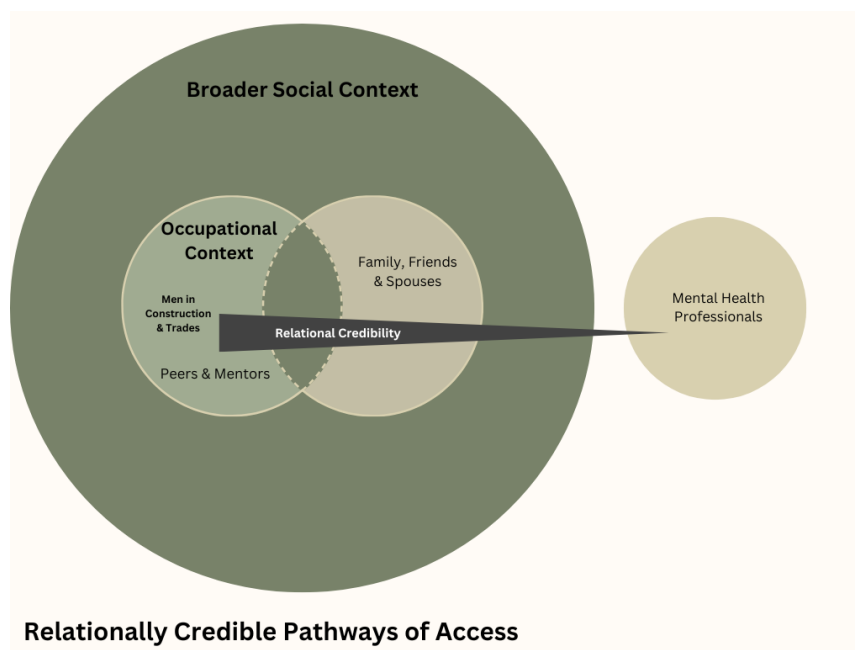 Broader Social Context
Occupational
Context
Family, Friends
& Spouses
Men in
Construction
& Trades
Mental Health
Professionals
Relational Credibility
Peers & Mentors
Relationally Credible Pathways of Access